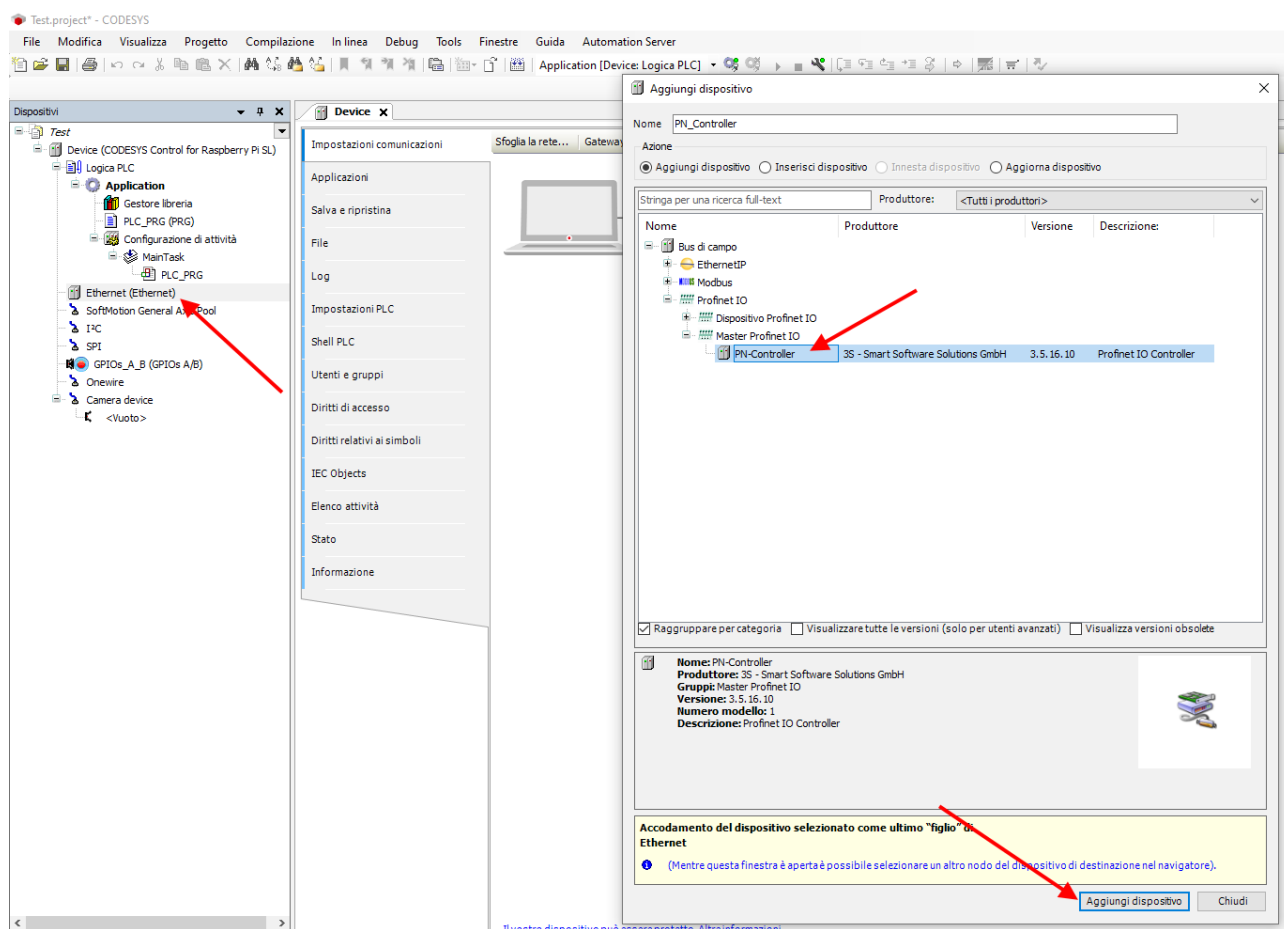 Test.project* - CODESYS
File Modifica Visualizza Progetto Compilazione In linea Debug Tools Finestre Guida Automation Server
Application [Device: Logica PLC]
Dispositivi
Test
Device (CODESYS Control for Raspberry Pi SL)
Logica PLC
Application
Gestore libreria
PLC_PRG (PRG)
Configurazione di attività
MainTask
PLC_PRG
Ethernet (Ethernet)
SoftMotion General Axis Pool
I²C
SPI
GPIOs_A_B (GPIOs A/B)
Onewire
Camera device
<Vuoto>
Device
Impostazioni comunicazioni
Applicazioni
Salva e ripristina
File
Log
Impostazioni PLC
Shell PLC
Utenti e gruppi
Diritti di accesso
Diritti relativi ai simboli
IEC Objects
Elenco attività
Stato
Informazione
Sfoglia la rete... Gateway
Aggiungi dispositivo
Nome PN_Controller
Azione
Aggiungi dispositivo Inserisci dispositivo Innesta dispositivo Aggiorna dispositivo
Stringa per una ricerca full-text Produttore: <Tutti i produttori>
Nome Produttore Versione Descrizione:
Bus di campo
EthernetIP
Modbus
Profinet IO
Dispositivo Profinet IO
Master Profinet IO
PN-Controller 3S - Smart Software Solutions GmbH 3.5.16.10 Profinet IO Controller
Raggruppare per categoria Visualizzare tutte le versioni (solo per utenti avanzati) Visualizza versioni obsolete
Nome: PN-Controller
Produttore: 3S - Smart Software Solutions GmbH
Gruppi: Master Profinet IO
Versione: 3.5.16.10
Numero modello: 1
Descrizione: Profinet IO Controller
Accodamento del dispositivo selezionato come ultimo "figlio" di
Ethernet
(Mentre questa finestra è aperta è possibile selezionare un altro nodo del dispositivo di destinazione nel navigatore).
Aggiungi dispositivo Chiudi
Il vostro dispositivo può essere protetto. Altre informazioni